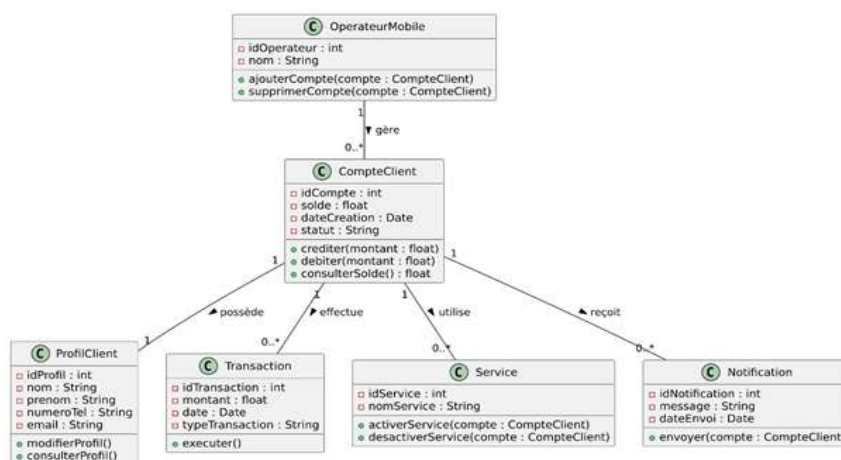 C OperateurMobile
idOperateur : int
nom : String
ajouterCompte(compte : CompteClient)
supprimerCompte(compte : CompteClient)
1
gère
0..*
C CompteClient
idCompte : int
solde : float
dateCreation : Date
statut : String
crediter(montant : float)
debiter(montant : float)
consulterSolde() : float
1
1
1
1
possède
effectue
utilise
reçoit
1
0..*
0..*
0..*
C ProfilClient
idProfil : int
nom : String
prenom : String
numeroTel : String
email : String
modifierProfil()
consulterProfil()
C Transaction
idTransaction : int
montant : float
date : Date
typeTransaction : String
executer()
C Service
idService : int
nomService : String
activerService(compte : CompteClient)
desactiverService(compte : CompteClient)
C Notification
idNotification : int
message : String
dateEnvoi : Date
envoyer(compte : CompteClient